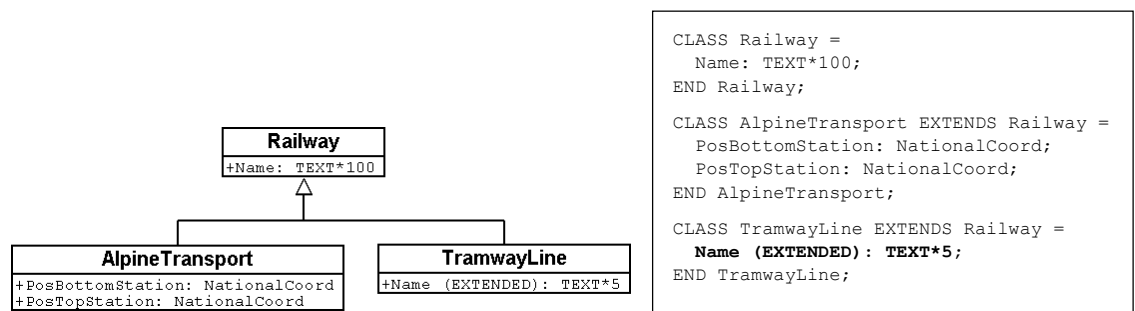 Railway
+Name: TEXT*100
AlpineTransport
+PosBottomStation: NationalCoord
+PosTopStation: NationalCoord
TramwayLine
+Name (EXTENDED): TEXT*5
CLASS Railway =
Name: TEXT*100;
END Railway;
CLASS AlpineTransport EXTENDS Railway =
PosBottomStation: NationalCoord;
PosTopStation: NationalCoord;
END AlpineTransport;
CLASS TramwayLine EXTENDS Railway =
Name (EXTENDED): TEXT*5;
END TramwayLine;